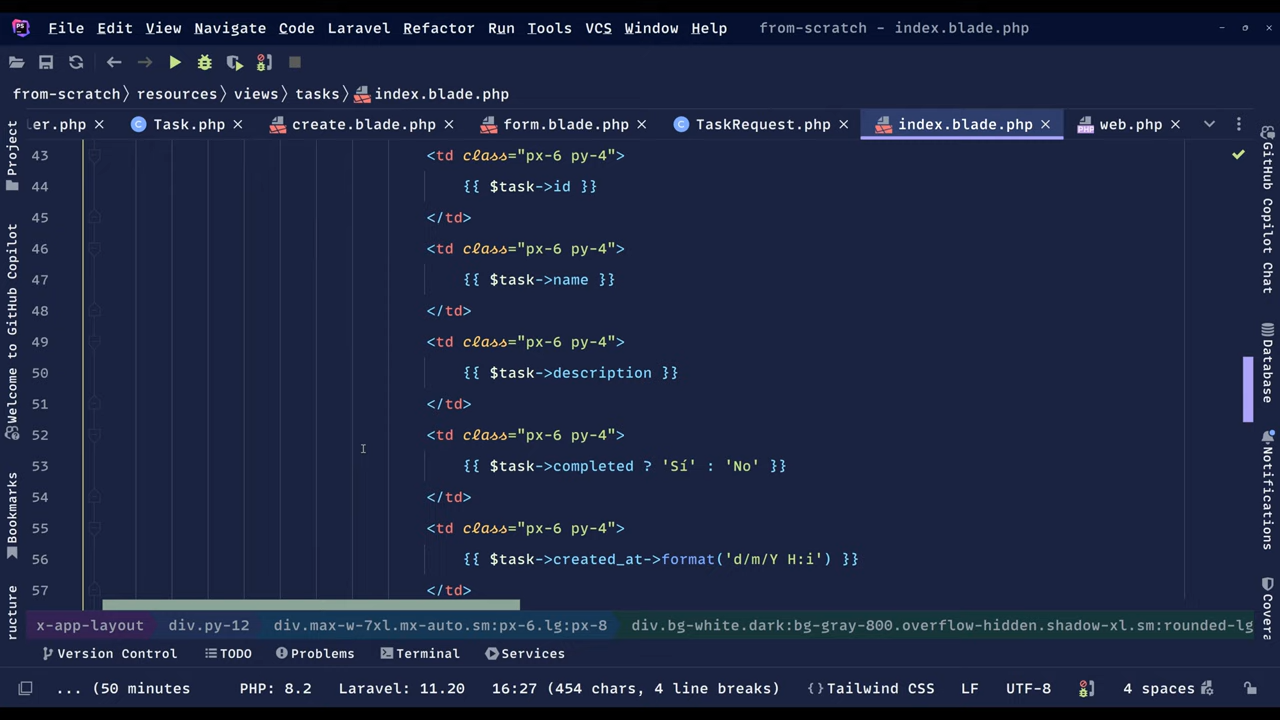 PS File Edit View Navigate Code Laravel Refactor Run Tools VCS Window Help from-scratch – index.blade.php
from-scratch〉 resources〉 views〉 tasks〉 index.blade.php
ler.php Task.php create.blade.php form.blade.php TaskRequest.php index.blade.php web.php
43 <td class="px-6 py-4">
44 {{ $task->id }}
45 </td>
46 <td class="px-6 py-4">
47 {{ $task->name }}
48 </td>
49 <td class="px-6 py-4">
50 {{ $task->description }}
51 </td>
52 <td class="px-6 py-4">
53 {{ $task->completed ? 'Sí' : 'No' }}
54 </td>
55 <td class="px-6 py-4">
56 {{ $task->created_at->format('d/m/Y H:i') }}
57 </td>
Project
Welcome to GitHub Copilot
Bookmarks
ructure
GitHub Copilot Chat
Database
Notifications
Covera
x-app-layout div.py-12 div.max-w-7xl.mx-auto.sm:px-6.lg:px-8 div.bg-white.dark:bg-gray-800.overflow-hidden.shadow-xl.sm:rounded-lg
Version Control TODO Problems Terminal Services
... (50 minutes PHP: 8.2 Laravel: 11.20 16:27 (454 chars, 4 line breaks) {} Tailwind CSS LF UTF-8 4 spaces